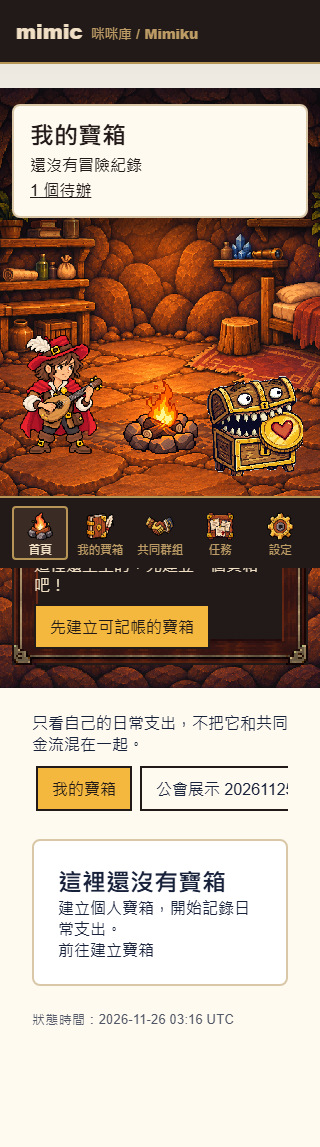 mimic 咪咪庫 / Mimiku
我的寶箱
還沒有冒險紀錄
1 個待辦
首頁 我的寶箱 共同群組 任務 設定
吧！
先建立可記帳的寶箱
只看自己的日常支出，不把它和共同
金流混在一起。
我的寶箱 公會展示 2026112
這裡還沒有寶箱
建立個人寶箱，開始記錄日
常支出。
前往建立寶箱
狀態時間：2026-11-26 03:16 UTC